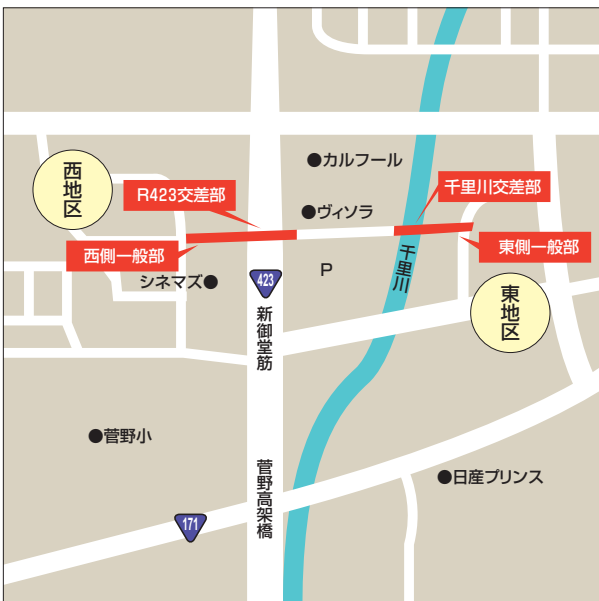 カルフール
西地区
R423交差部
千里川交差部
ヴィソラ
西側一般部
東側一般部
シネマズ
P
423
千里川
新御堂筋
東地区
菅野小
菅野高架橋
日産プリンス
171